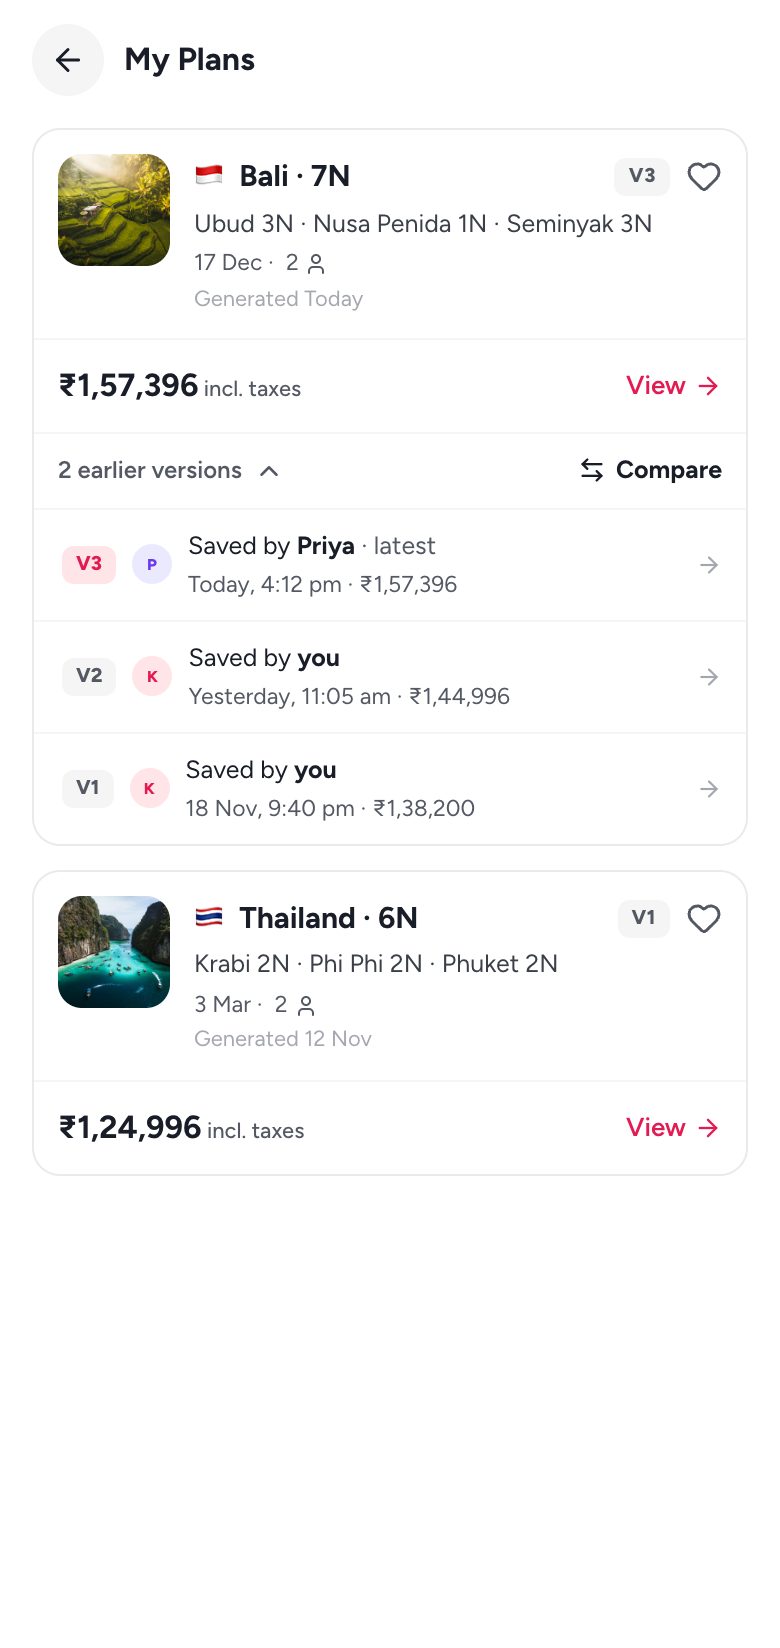 My Plans
Bali · 7N
V3
Ubud 3N · Nusa Penida 1N · Seminyak 3N
17 Dec · 2
Generated Today
₹1,57,396 incl. taxes
View →
2 earlier versions
Compare
V3 P Saved by Priya · latest
Today, 4:12 pm · ₹1,57,396
V2 K Saved by you
Yesterday, 11:05 am · ₹1,44,996
V1 K Saved by you
18 Nov, 9:40 pm · ₹1,38,200
Thailand · 6N
V1
Krabi 2N · Phi Phi 2N · Phuket 2N
3 Mar · 2
Generated 12 Nov
₹1,24,996 incl. taxes
View →